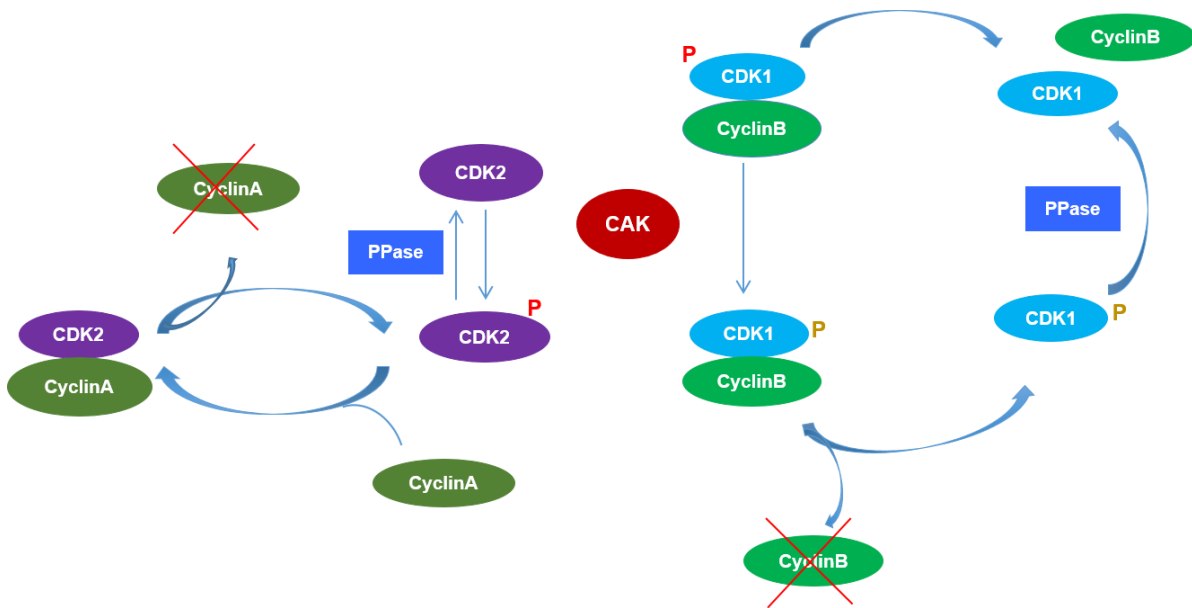 CyclinA
CDK2
PPase
CDK2
P
CDK2
CyclinA
CyclinA
CAK
P
CDK1
CyclinB
CyclinB
CDK1
PPase
CDK1
P
CyclinB
CDK1
P
CyclinB